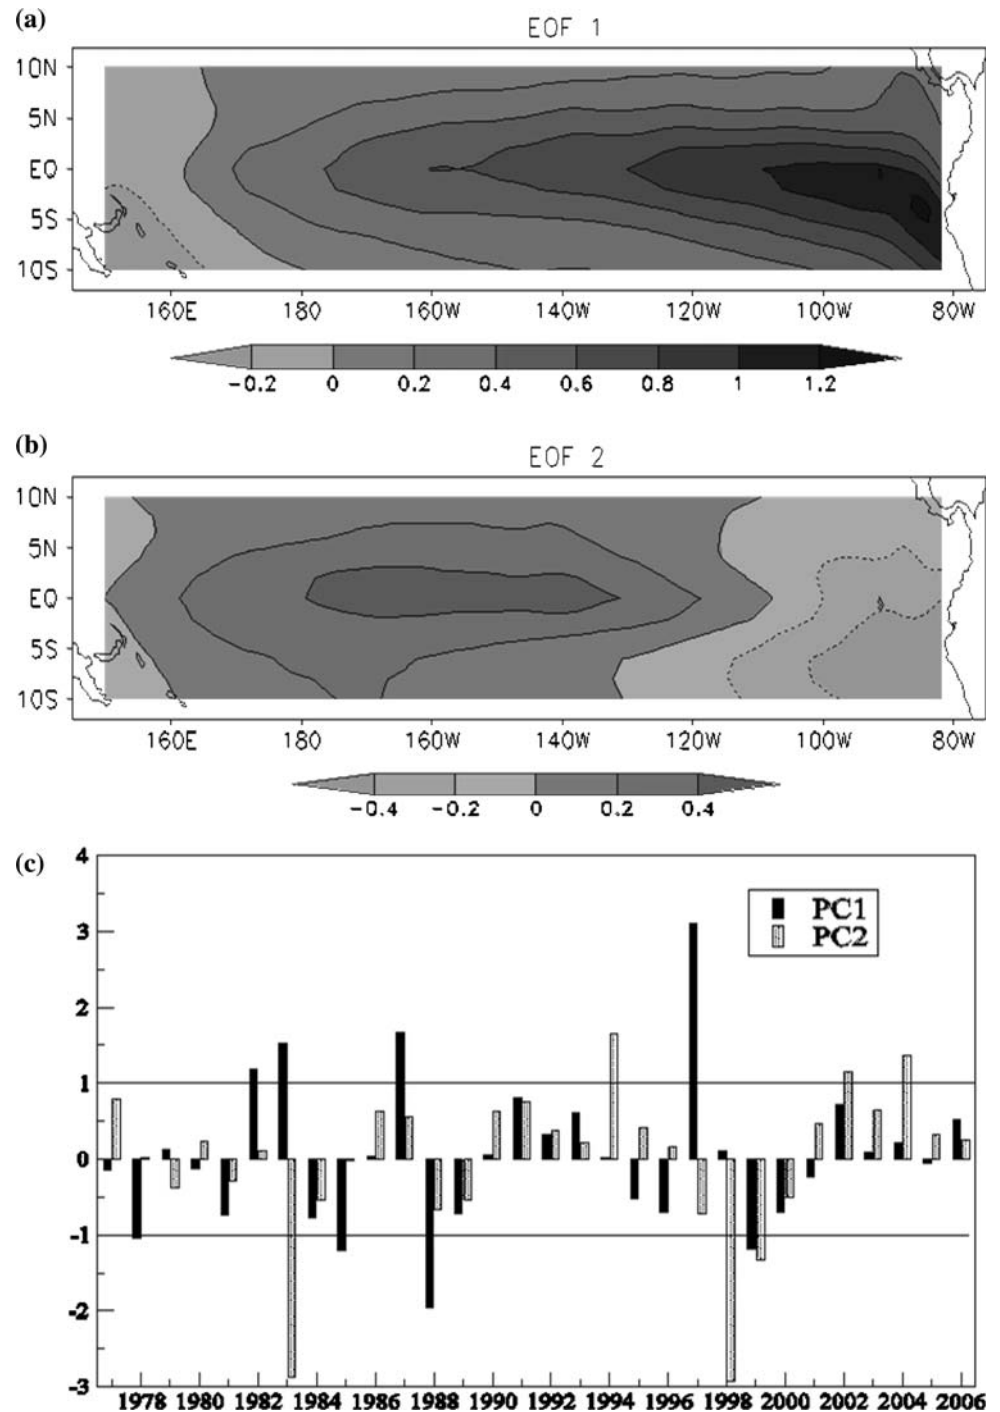 (a)
EOF 1
10N
5N
EQ
5S
10S
160E 180 160W 140W 120W 100W 80W
-0.2 0 0.2 0.4 0.6 0.8 1 1.2
(b)
EOF 2
10N
5N
EQ
5S
10S
160E 180 160W 140W 120W 100W 80W
-0.4 -0.2 0 0.2 0.4
(c)
4
3
2
1
0
-1
-2
-3
PC1
PC2
1978 1980 1982 1984 1986 1988 1990 1992 1994 1996 1998 2000 2002 2004 2006